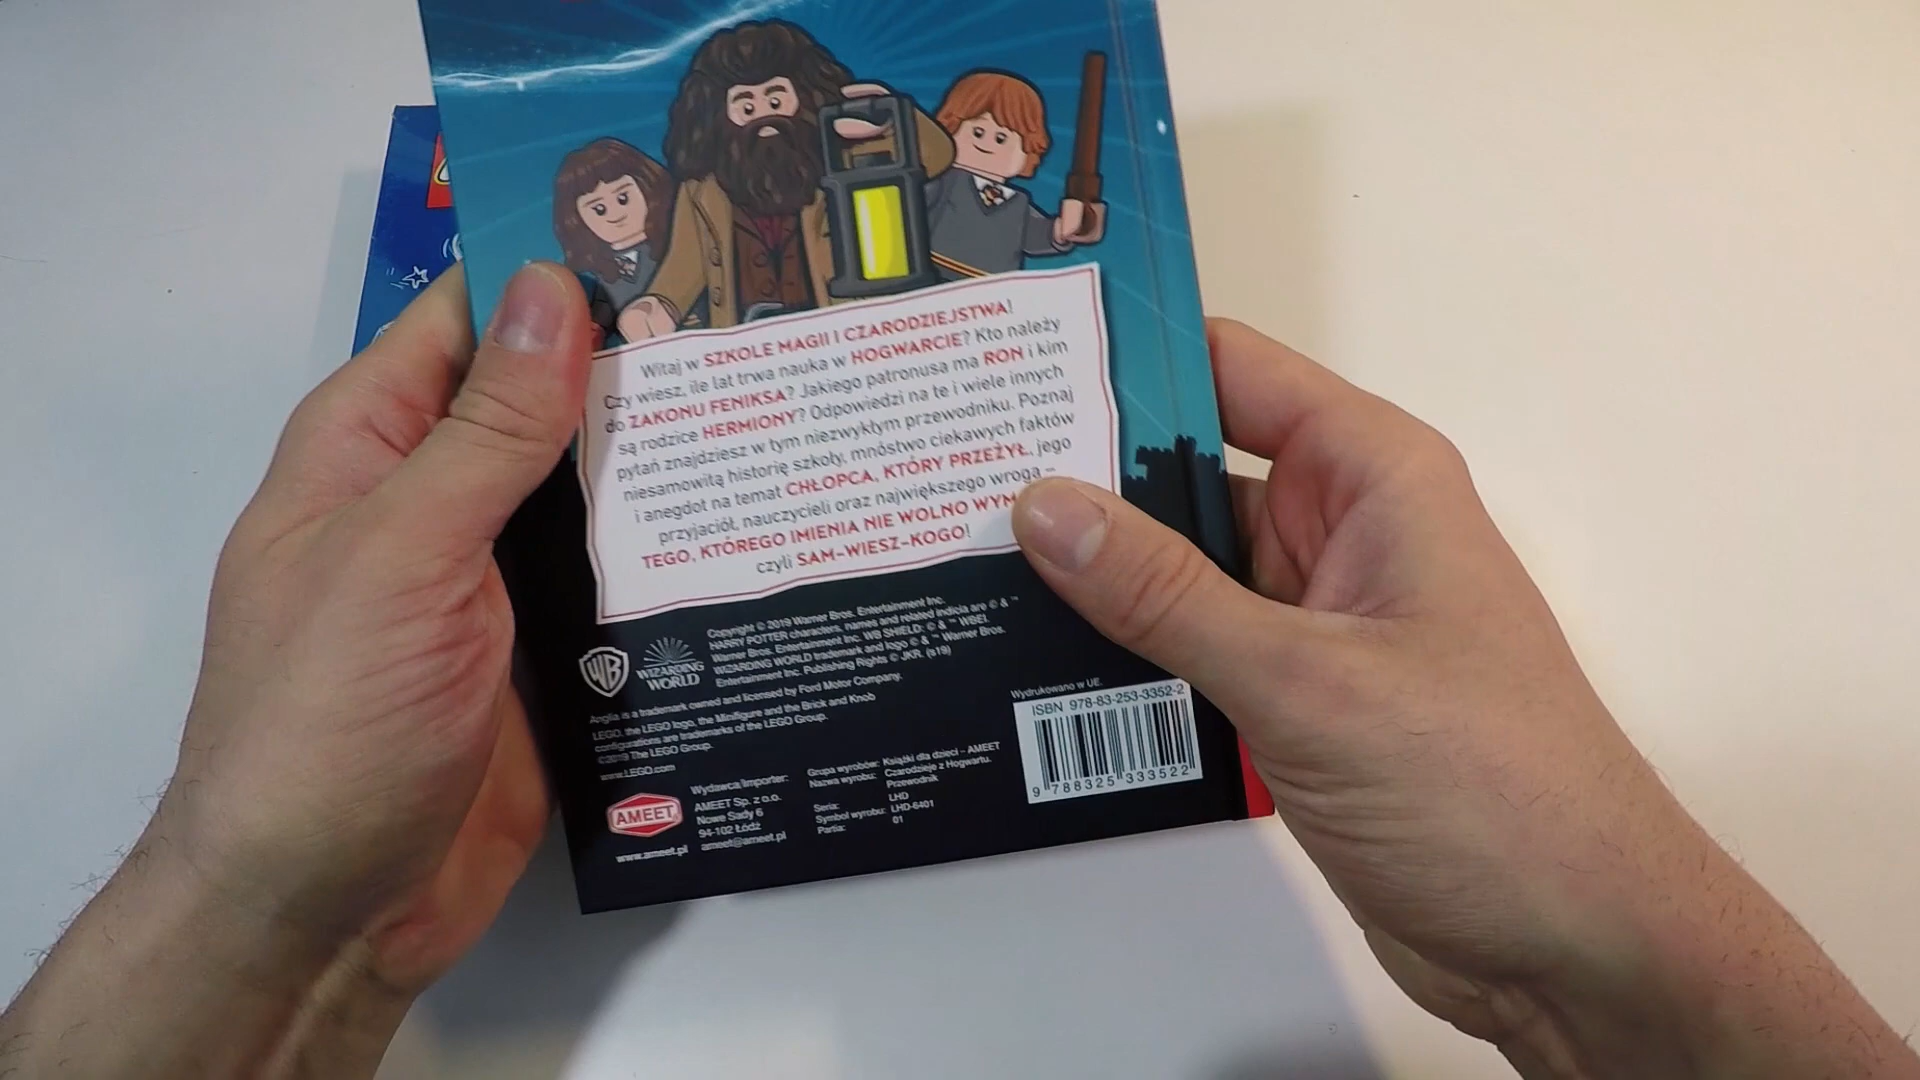 Witaj w SZKOLE MAGII I CZARODZIEJSTWA!
Czy wiesz, ile lat trwa nauka w HOGWARCIE? Kto należy
do ZAKONU FENIKSA? Jakiego patronusa ma RON i kim
są rodzice HERMIONY? Odpowiedzi na te i wiele innych
pytań znajdziesz w tym niezwykłym przewodniku. Poznaj
niesamowitą historię szkoły, mnóstwo ciekawych faktów
i anegdot na temat CHŁOPCA, KTÓRY PRZEŻYŁ, jego
przyjaciół, nauczycieli oraz największego wroga –
TEGO, KTÓREGO IMIENIA NIE WOLNO
czyli SAM-WIESZ-KOGO!
WB
WIZARDING
WORLD
Copyright © 2019 Warner Bros. Entertainment Inc.
HARRY POTTER characters, names and related indicia are © & ™
Warner Bros. Entertainment Inc. WB SHIELD: © & ™ WBEI.
WIZARDING WORLD trademark and logo © & ™ Warner Bros.
Entertainment Inc. Publishing Rights © JKR. (s19)
Anglia is a trademark owned and licensed by Ford Motor Company.
LEGO, the LEGO logo, the Minifigure and the Brick and Knob
configurations are trademarks of the LEGO Group.
©2019 The LEGO Group.
www.LEGO.com
AMEET
www.ameet.pl
Wydawca/Importer:
AMEET Sp. z o.o.
Nowe Sady 6
94-102 Łódź
ameet@ameet.pl
Grupa wyrobów: Książki dla dzieci – AMEET
Nazwa wyrobu: Czarodzieje z Hogwartu.
Przewodnik
Seria: LHD
Symbol wyrobu: LHD-6401
Partia: 01
Wydrukowano w UE.
ISBN 978-83-253-3352-2
9 788325 333522